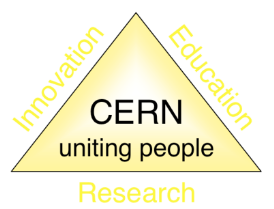 Innovation
Education
CERN
uniting people
Research